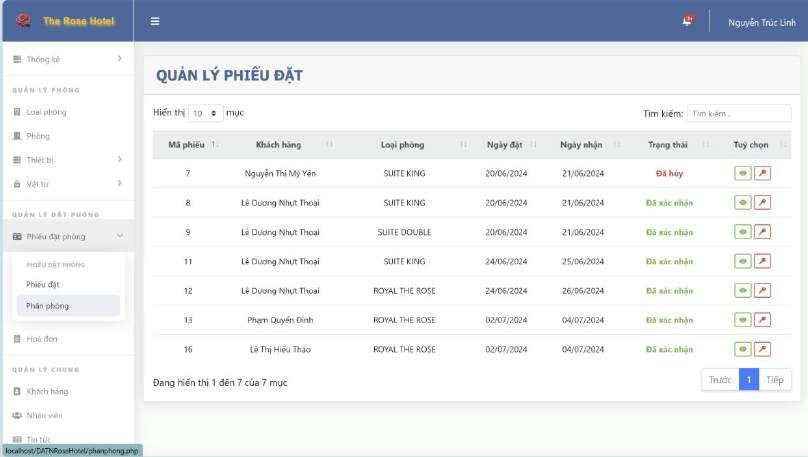 The Rose Hotel
9+
Nguyễn Trúc Linh
Thống kê
QUẢN LÝ PHÒNG
Loại phòng
Phòng
Thiết bị
Vật tư
QUẢN LÝ ĐẶT PHÒNG
Phiếu đặt phòng
PHIẾU ĐẶT PHÒNG
Phiếu đặt
Phân phòng
Hoá đơn
QUẢN LÝ CHUNG
Khách hàng
Nhân viên
Tin tức
localhost/DATNRoseHotel/phanphong.php
QUẢN LÝ PHIẾU ĐẶT
Hiển thị 10 mục
Tìm kiếm: Tìm kiếm...
Mã phiếu Khách hàng Loại phòng Ngày đặt Ngày nhận Trạng thái Tuỳ chọn
7 Nguyễn Thị Mỹ Yến SUITE KING 20/06/2024 21/06/2024 Đã hủy
8 Lê Dương Nhựt Thoại SUITE KING 20/06/2024 21/06/2024 Đã xác nhận
9 Lê Dương Nhựt Thoại SUITE DOUBLE 20/06/2024 21/06/2024 Đã xác nhận
11 Lê Dương Nhựt Thoại SUITE KING 24/06/2024 25/06/2024 Đã xác nhận
12 Lê Dương Nhựt Thoại ROYAL THE ROSE 24/06/2024 26/06/2024 Đã xác nhận
13 Phạm Quyền Đình ROYAL THE ROSE 02/07/2024 04/07/2024 Đã xác nhận
16 Lê Thị Hiếu Thảo ROYAL THE ROSE 02/07/2024 04/07/2024 Đã xác nhận
Đang hiển thị 1 đến 7 của 7 mục
Trước 1 Tiếp